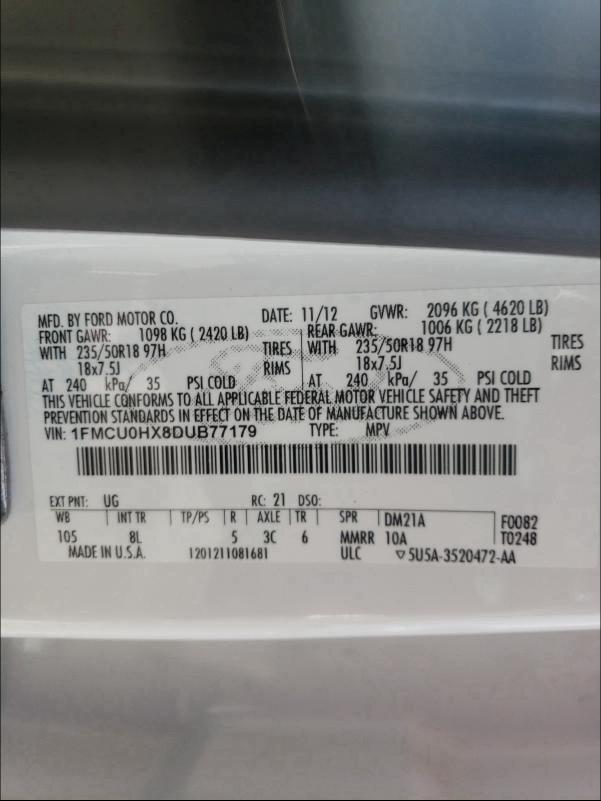 MFD. BY FORD MOTOR CO. DATE: 11/12 GVWR: 2096 KG ( 4620 LB)
FRONT GAWR: 1098 KG ( 2420 LB) REAR GAWR: 1006 KG ( 2218 LB)
WITH 235/50R18 97H TIRES WITH 235/50R18 97H TIRES
18x7.5J RIMS 18x7.5J RIMS
AT 240 kPa/ 35 PSI COLD AT 240 kPa/ 35 PSI COLD
THIS VEHICLE CONFORMS TO ALL APPLICABLE FEDERAL MOTOR VEHICLE SAFETY AND THEFT
PREVENTION STANDARDS IN EFFECT ON THE DATE OF MANUFACTURE SHOWN ABOVE.
VIN: 1FMCU0HX8DUB77179 TYPE: MPV
EXT PNT: UG RC: 21 DSO:
WB INT TR TP/PS R AXLE TR SPR DM21A F0082
105 8L 5 3C 6 MMRR 10A T0248
MADE IN U.S.A. 1201211081681 ULC ▽5U5A-3520472-AA